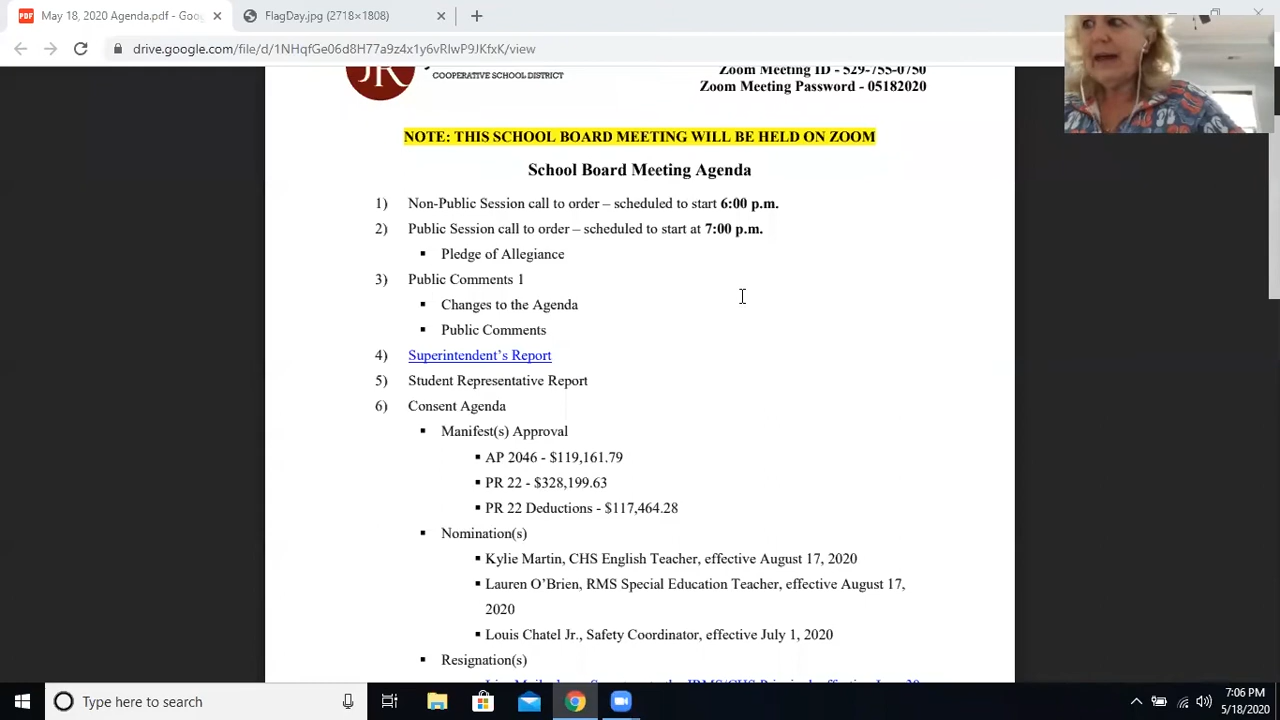 May 18, 2020 Agenda.pdf - Goo
FlagDay.jpg (2718×1808)
drive.google.com/file/d/1NHqfGe06d8H77a9z4x1y6vRlwP9JKfxK/view
JR
COOPERATIVE SCHOOL DISTRICT
Zoom Meeting ID - 529-755-0750
Zoom Meeting Password - 05182020
NOTE: THIS SCHOOL BOARD MEETING WILL BE HELD ON ZOOM
School Board Meeting Agenda
1) Non-Public Session call to order – scheduled to start 6:00 p.m.
2) Public Session call to order – scheduled to start at 7:00 p.m.
▪ Pledge of Allegiance
3) Public Comments 1
▪ Changes to the Agenda
▪ Public Comments
4) Superintendent’s Report
5) Student Representative Report
6) Consent Agenda
▪ Manifest(s) Approval
▪ AP 2046 - $119,161.79
▪ PR 22 - $328,199.63
▪ PR 22 Deductions - $117,464.28
▪ Nomination(s)
▪ Kylie Martin, CHS English Teacher, effective August 17, 2020
▪ Lauren O’Brien, RMS Special Education Teacher, effective August 17,
2020
▪ Louis Chatel Jr., Safety Coordinator, effective July 1, 2020
▪ Resignation(s)
Type here to search
7:06 PM
5/18/2020